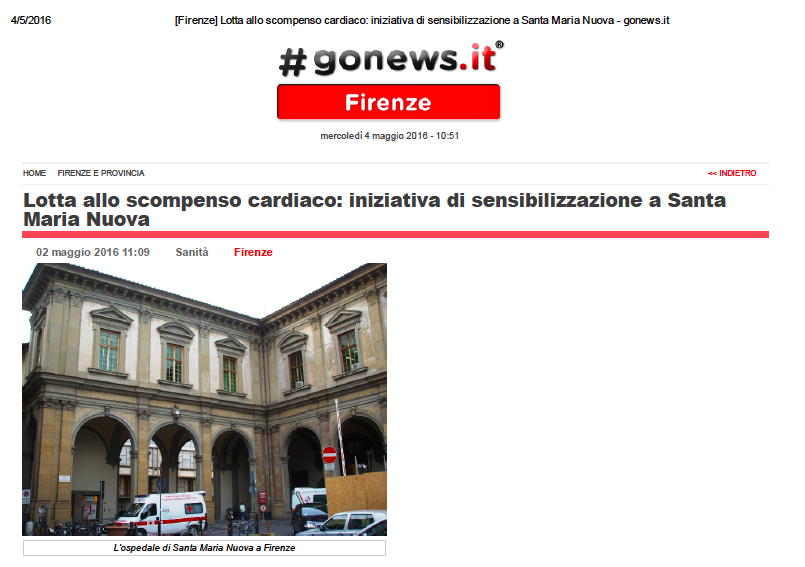 4/5/2016 [Firenze] Lotta allo scompenso cardiaco: iniziativa di sensibilizzazione a Santa Maria Nuova - gonews.it
#gonews.it®
Firenze
mercoledì 4 maggio 2016 - 10:51
HOME FIRENZE E PROVINCIA << INDIETRO
Lotta allo scompenso cardiaco: iniziativa di sensibilizzazione a Santa
Maria Nuova
02 maggio 2016 11:09 Sanità Firenze
L'ospedale di Santa Maria Nuova a Firenze